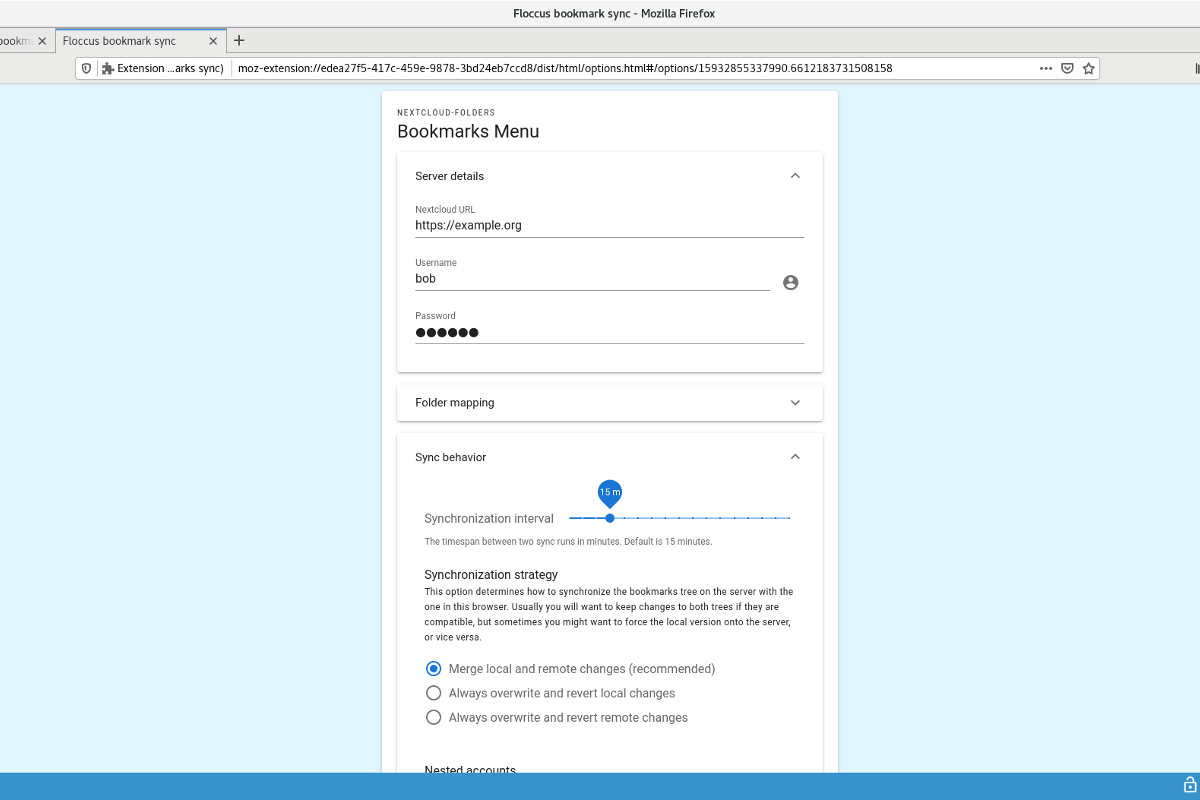 Floccus bookmark sync - Mozilla Firefox
Floccus bookmark sync
Extension ...arks sync)
moz-extension://edea27f5-417c-459e-9878-3bd24eb7ccd8/dist/html/options.html#/options/15932855337990.6612183731508158
NEXTCLOUD-FOLDERS
Bookmarks Menu
Server details
Nextcloud URL
https://example.org
Username
bob
Password
Folder mapping
Sync behavior
15 m
Synchronization interval
The timespan between two sync runs in minutes. Default is 15 minutes.
Synchronization strategy
This option determines how to synchronize the bookmarks tree on the server with the
one in this browser. Usually you will want to keep changes to both trees if they are
compatible, but sometimes you might want to force the local version onto the server,
or vice versa.
Merge local and remote changes (recommended)
Always overwrite and revert local changes
Always overwrite and revert remote changes
Nested accounts